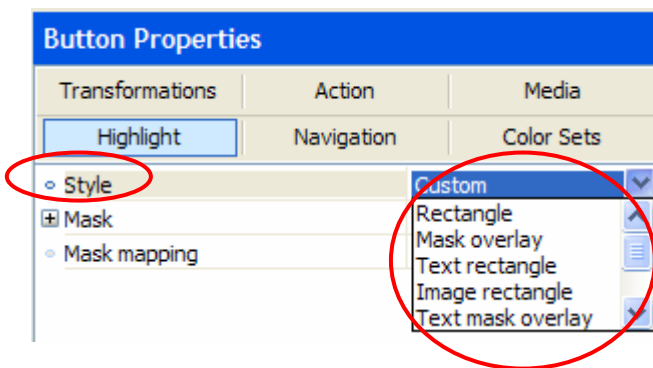 Button Properties
Transformations Action Media
Highlight Navigation Color Sets
Style Custom
Mask Rectangle
Mask overlay
Mask mapping Text rectangle
Image rectangle
Text mask overlay